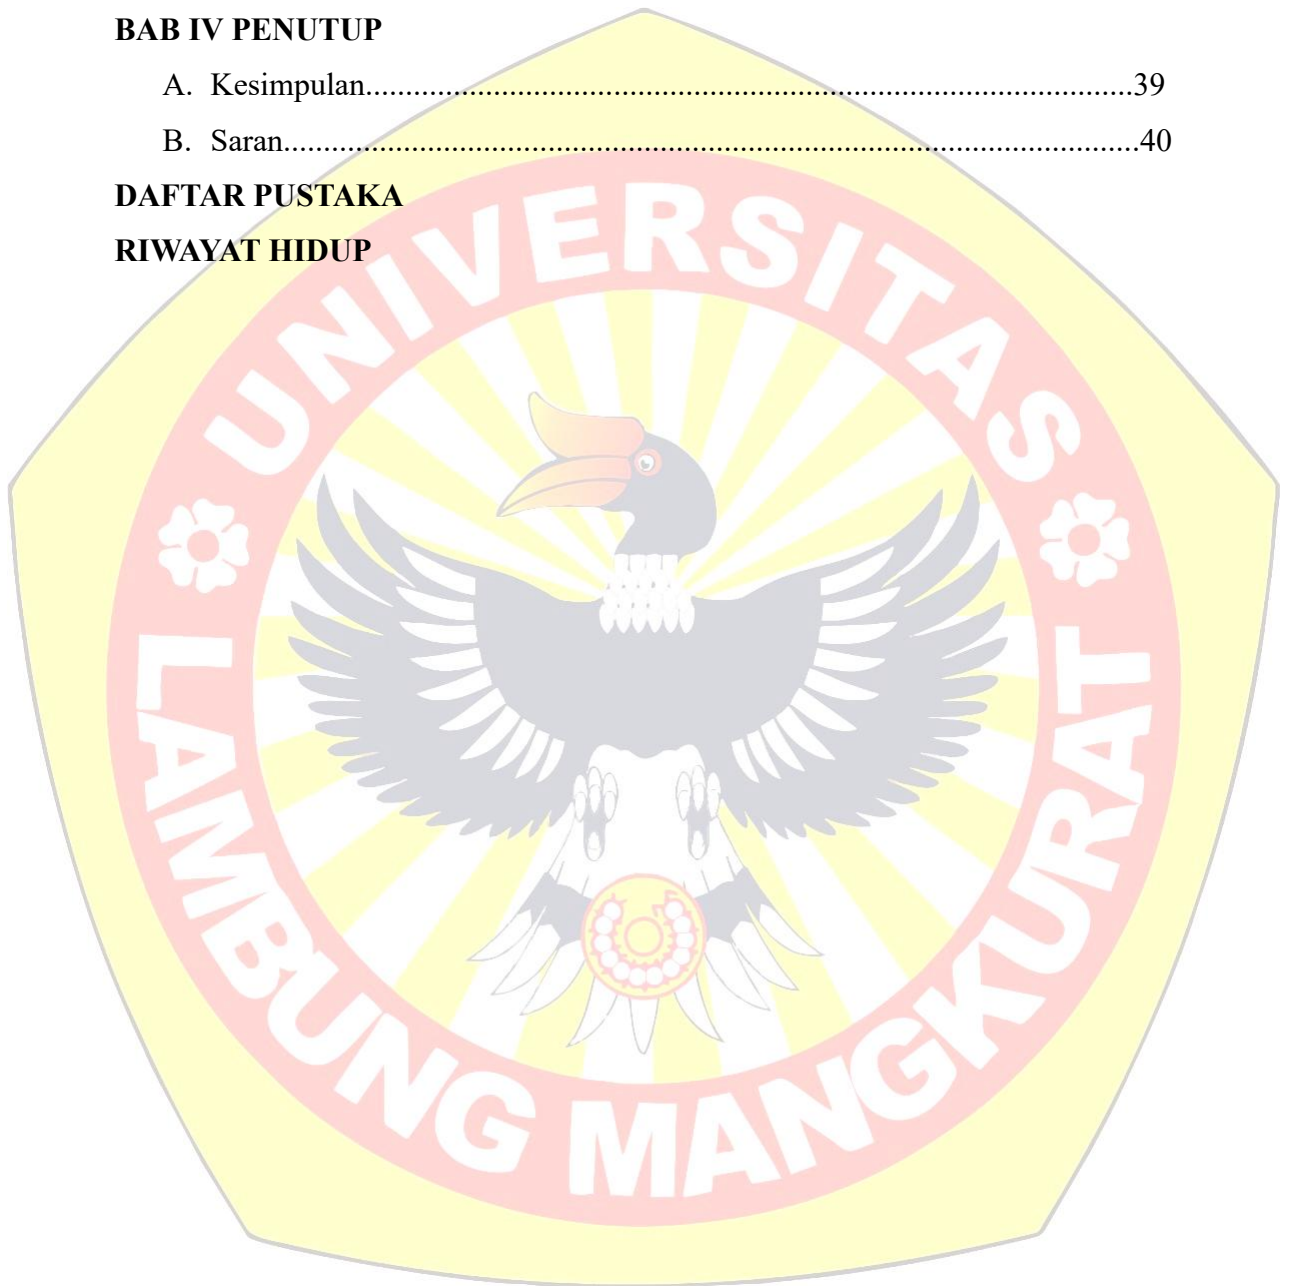 BAB IV PENUTUP
A. Kesimpulan...............................................................................................39
B. Saran..........................................................................................................40
DAFTAR PUSTAKA
RIWAYAT HIDUP
UNIVERSITAS
LAMBUNG MANGKURAT